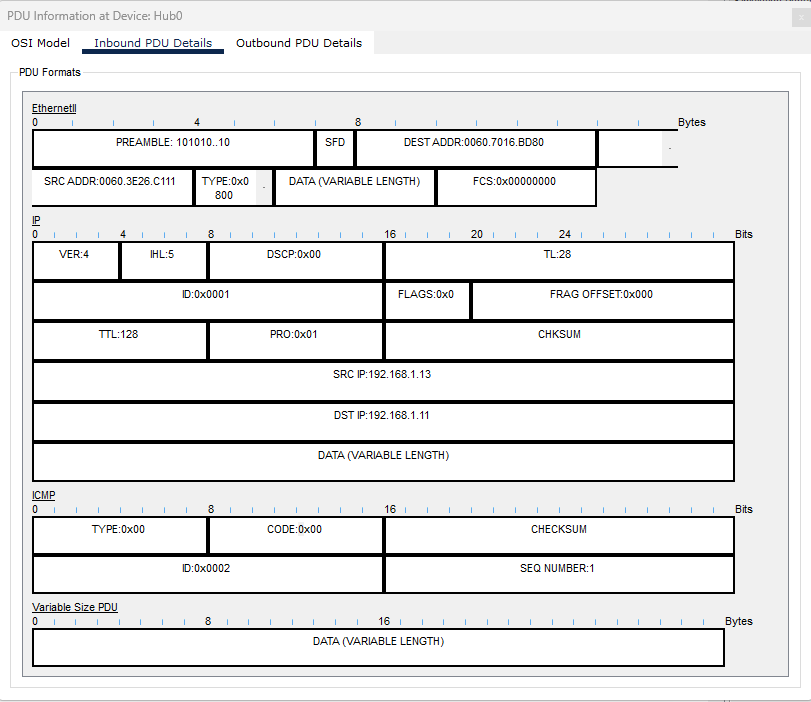 PDU Information at Device: Hub0
x
OSI Model Inbound PDU Details Outbound PDU Details
PDU Formats
EthernetII
0 4 8 Bytes
PREAMBLE: 101010..10 SFD DEST ADDR:0060.7016.BD80
SRC ADDR:0060.3E26.C111 TYPE:0x0 DATA (VARIABLE LENGTH) FCS:0x00000000
800
IP
0 4 8 16 20 24 Bits
VER:4 IHL:5 DSCP:0x00 TL:28
ID:0x0001 FLAGS:0x0 FRAG OFFSET:0x000
TTL:128 PRO:0x01 CHKSUM
SRC IP:192.168.1.13
DST IP:192.168.1.11
DATA (VARIABLE LENGTH)
ICMP
0 8 16 Bits
TYPE:0x00 CODE:0x00 CHECKSUM
ID:0x0002 SEQ NUMBER:1
Variable Size PDU
0 8 16 Bytes
DATA (VARIABLE LENGTH)